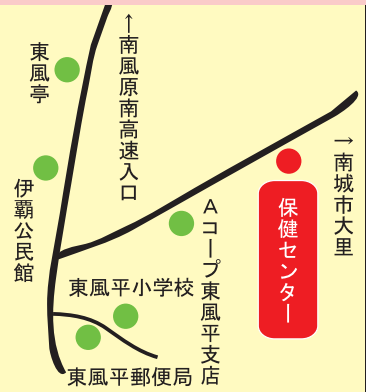 ←南風原南高速入口
東風亭
伊覇公民館
→南城市大里
保健センター
Aコープ東風平支店
東風平小学校
東風平郵便局